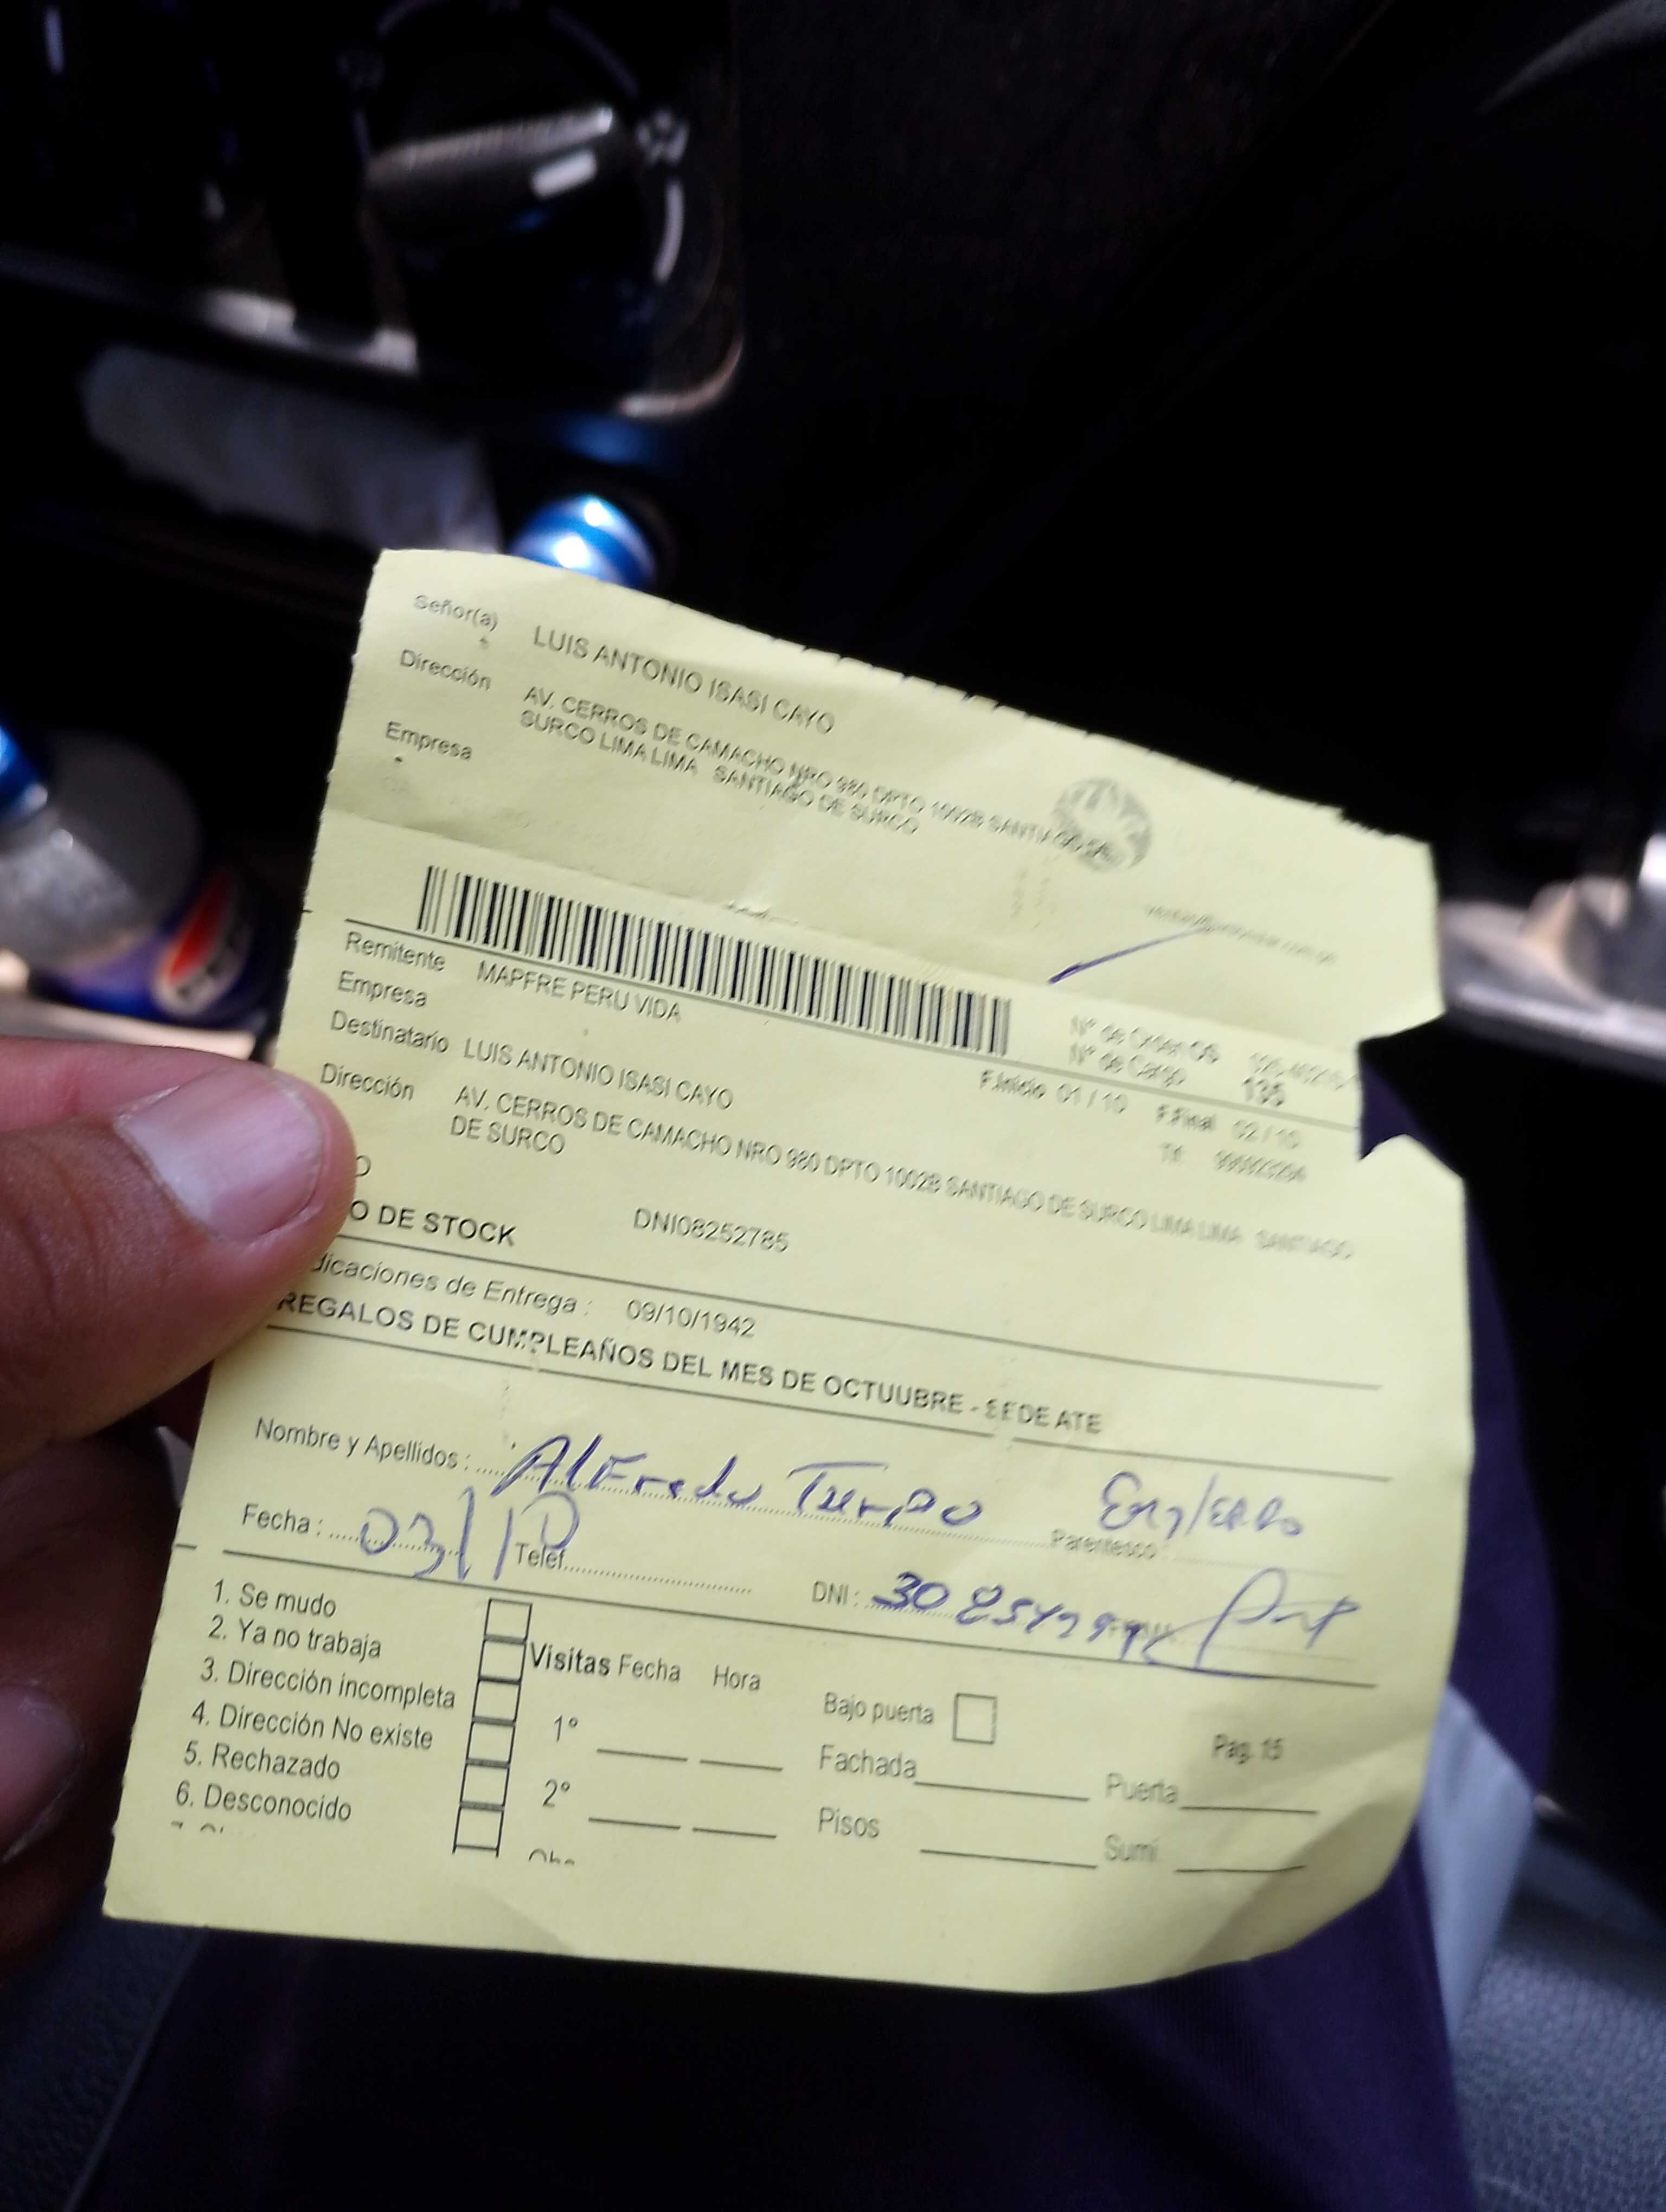 Señor(a) LUIS ANTONIO ISASI CAYO
Dirección AV. CERROS DE CAMACHO NRO 980 DPTO 1002B SANTIAGO DE
SURCO LIMA LIMA SANTIAGO DE SURCO
Empresa
Remitente MAPFRE PERU VIDA
Nº de Orden OS
Empresa
Nº de Cargo 135
Destinatario LUIS ANTONIO ISASI CAYO
F.Inicio 01 / 10 F.Final 02 / 10
Dirección AV. CERROS DE CAMACHO NRO 980 DPTO 1002B SANTIAGO DE SURCO LIMA LIMA SANTIAGO
DE SURCO
O
O DE STOCK DNI08252785
dicaciones de Entrega : 09/10/1942
REGALOS DE CUMPLEAÑOS DEL MES DE OCTUUBRE - SEDE ATE
Nombre y Apellidos : Alfredo Turpo
Parentesco :
Fecha : 03/10 Telef. DNI :
1. Se mudo
2. Ya no trabaja
3. Dirección incompleta
4. Dirección No existe
5. Rechazado
6. Desconocido
Visitas Fecha Hora
1º
2º
Bajo puerta
Fachada
Pisos
Pag. 15
Puerta
Sumi